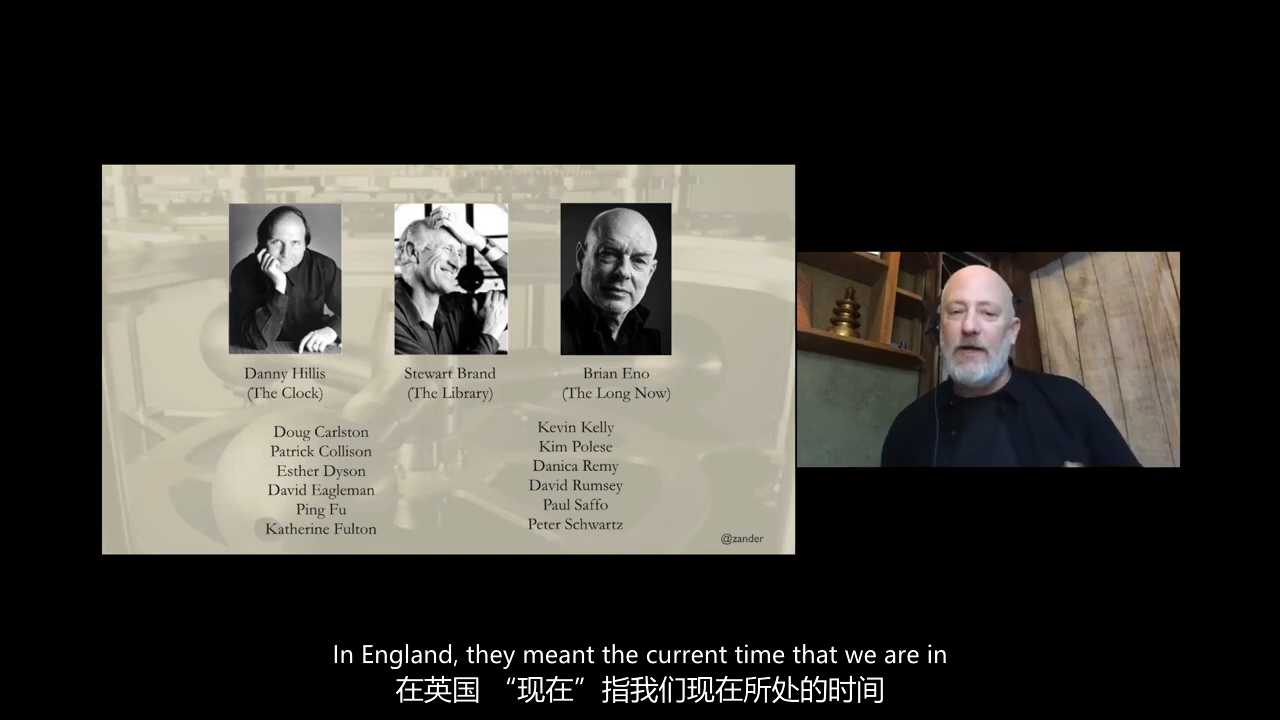 Danny Hillis
(The Clock)
Stewart Brand
(The Library)
Brian Eno
(The Long Now)
Doug Carlston
Patrick Collison
Esther Dyson
David Eagleman
Ping Fu
Katherine Fulton
Kevin Kelly
Kim Polese
Danica Remy
David Rumsey
Paul Saffo
Peter Schwartz
@zander
In England, they meant the current time that we are in
在英国 “现在”指我们现在所处的时间